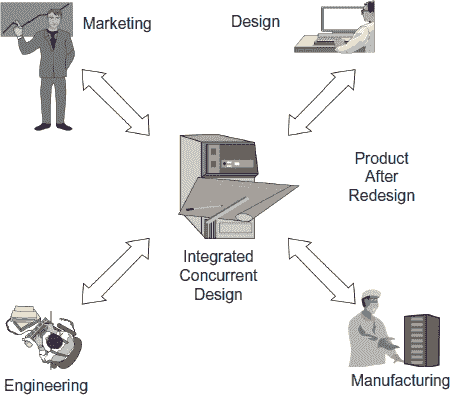 Marketing
Design
Product
After
Redesign
Integrated
Concurrent
Design
Engineering
Manufacturing